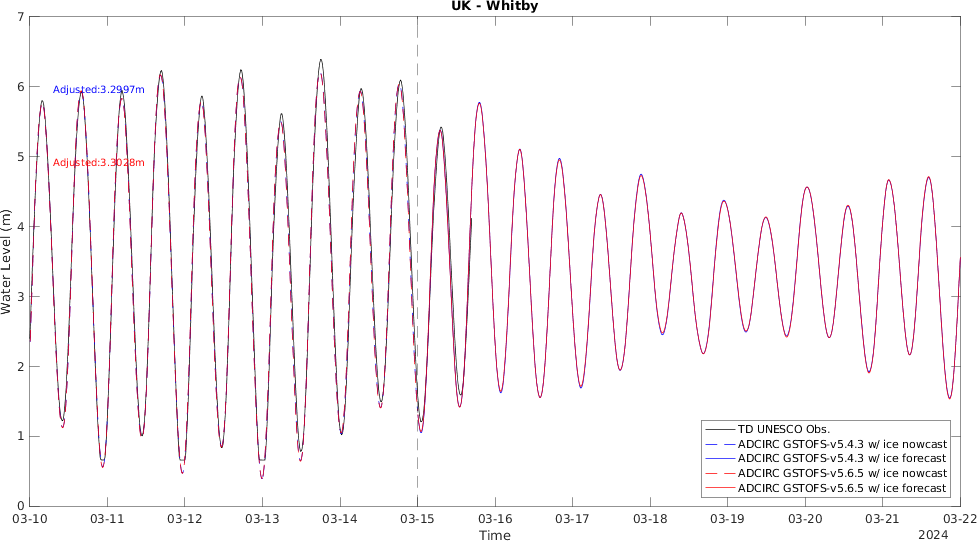 UK - Whitby
7
6
5
4
3
2
1
0
Water Level (m)
Adjusted:3.2997m
Adjusted:3.3028m
TD UNESCO Obs.
ADCIRC GSTOFS-v5.4.3 w/ ice nowcast
ADCIRC GSTOFS-v5.4.3 w/ ice forecast
ADCIRC GSTOFS-v5.6.5 w/ ice nowcast
ADCIRC GSTOFS-v5.6.5 w/ ice forecast
03-10 03-11 03-12 03-13 03-14 03-15 03-16 03-17 03-18 03-19 03-20 03-21 03-22
Time
2024